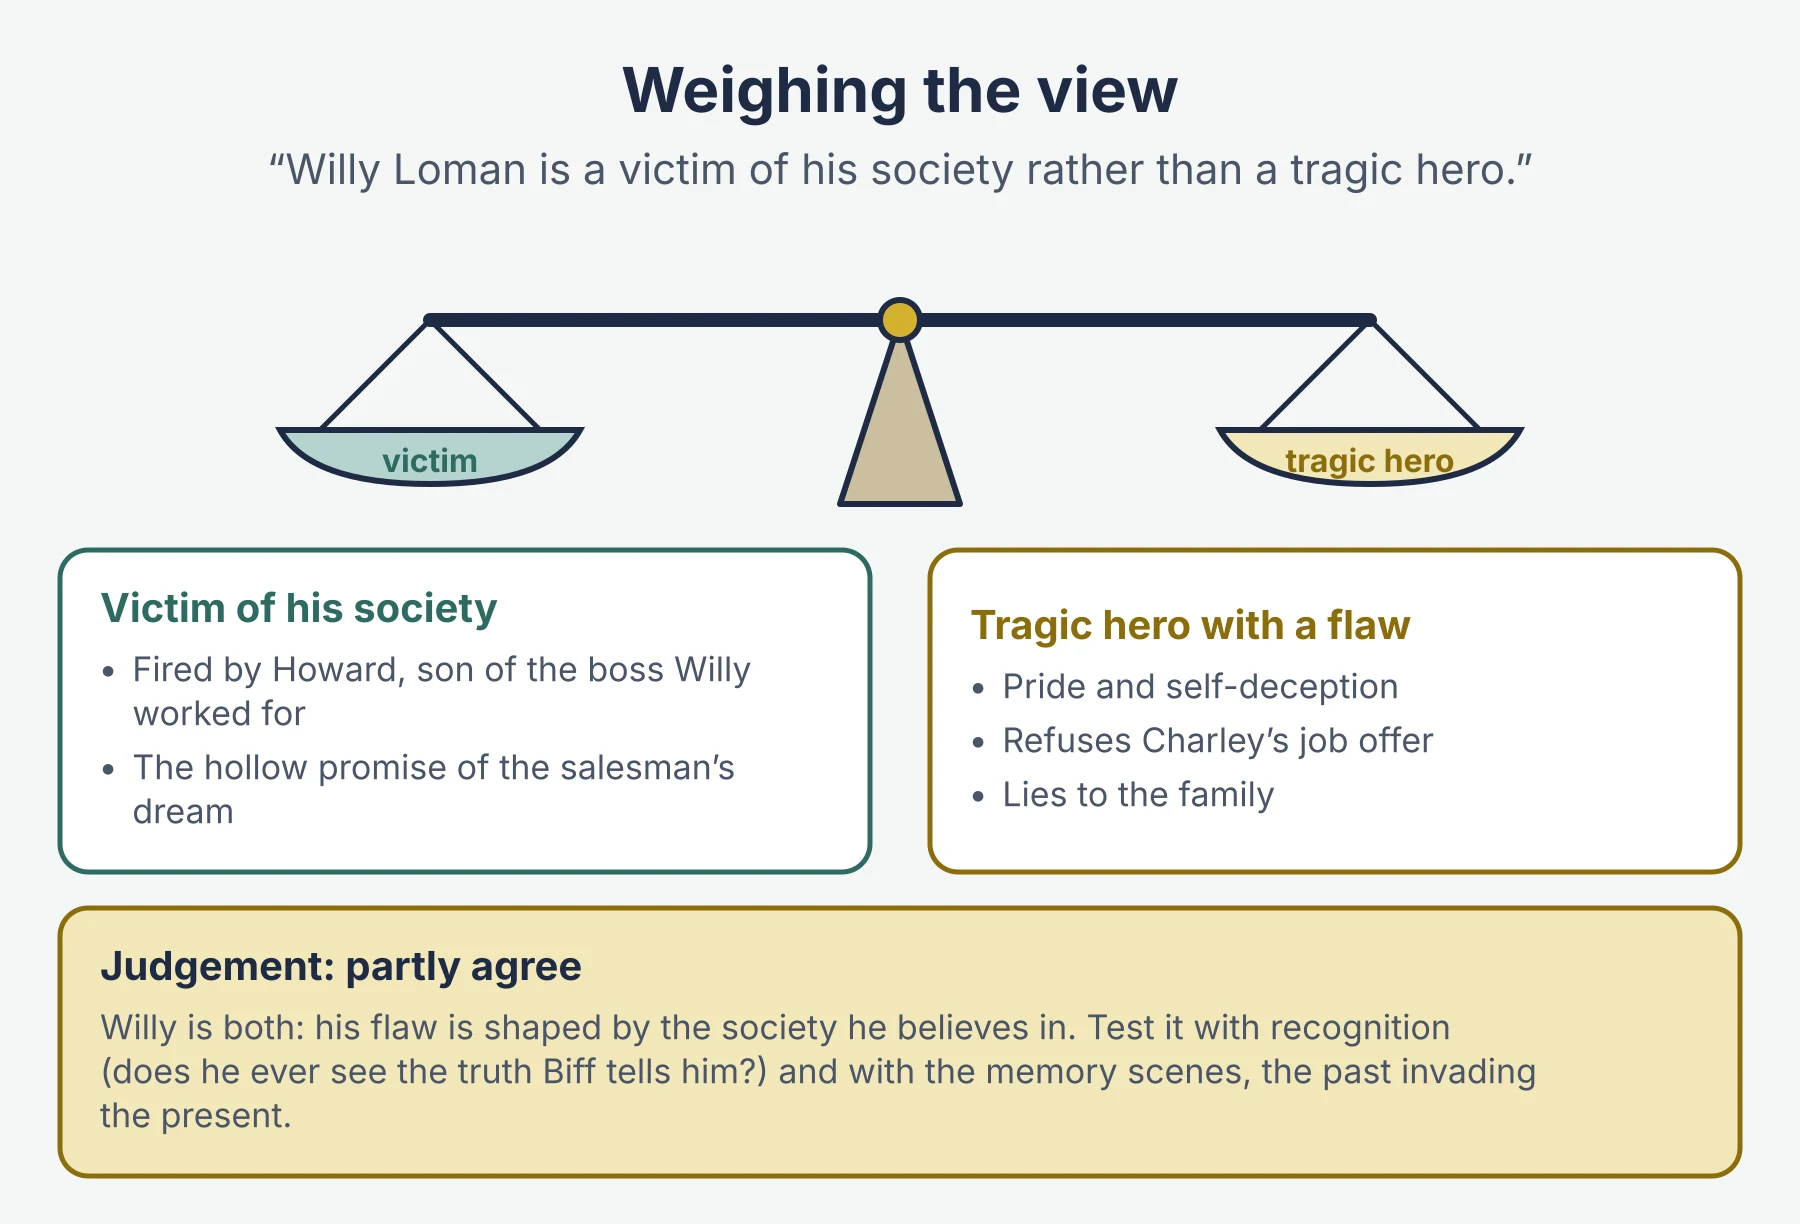 Weighing the view
“Willy Loman is a victim of his society rather than a tragic hero.”
victim
tragic hero
Victim of his society
• Fired by Howard, son of the boss Willy
worked for
• The hollow promise of the salesman’s
dream
Tragic hero with a flaw
• Pride and self-deception
• Refuses Charley’s job offer
• Lies to the family
Judgement: partly agree
Willy is both: his flaw is shaped by the society he believes in. Test it with recognition
(does he ever see the truth Biff tells him?) and with the memory scenes, the past invading
the present.